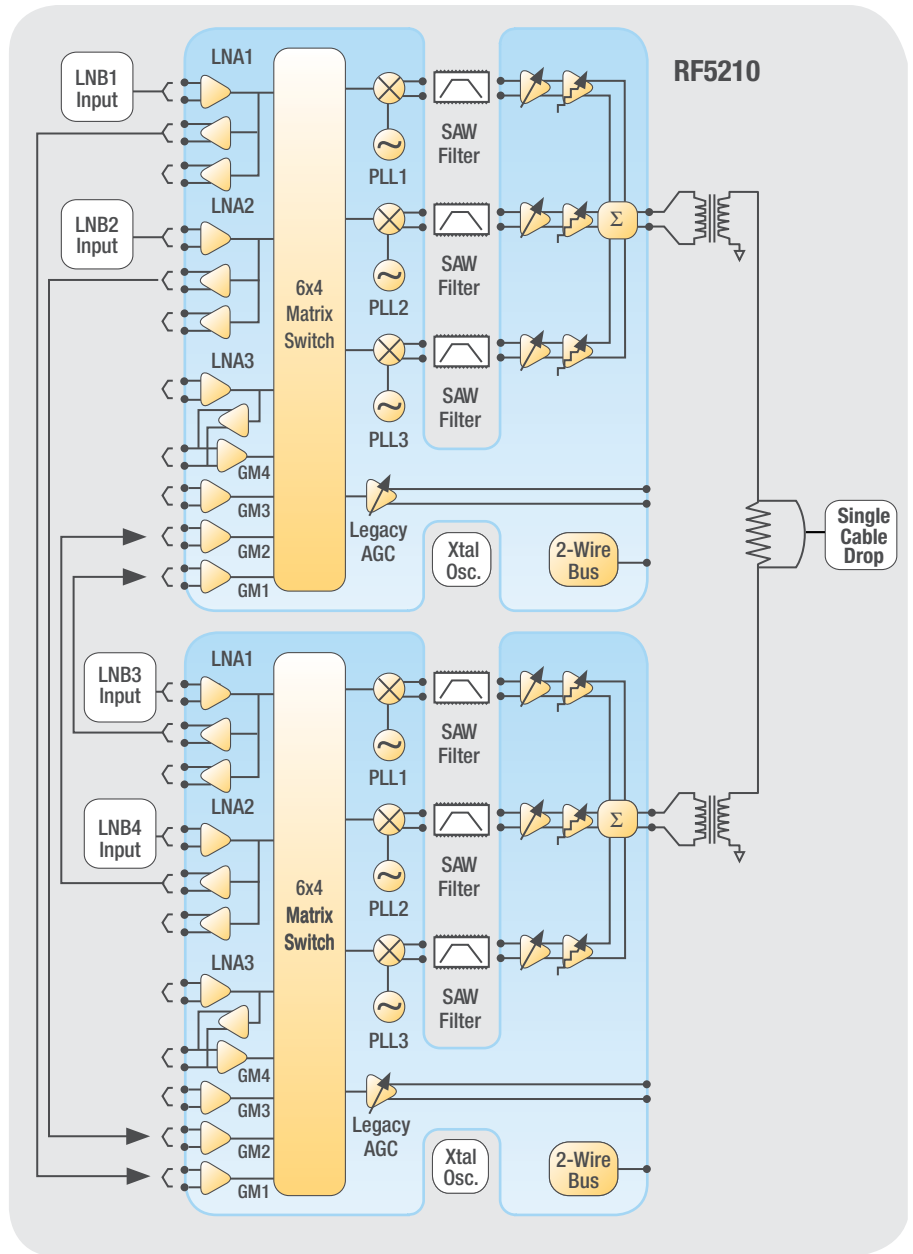 RF5210
LNB1
Input
LNA1
PLL1
SAW
Filter
LNB2
Input
LNA2
6x4
Matrix
Switch
PLL2
SAW
Filter
Σ
LNA3
PLL3
SAW
Filter
GM4
GM3
GM2
GM1
Legacy
AGC
Xtal
Osc.
2-Wire
Bus
Single
Cable
Drop
LNB3
Input
LNA1
PLL1
SAW
Filter
LNB4
Input
LNA2
6x4
Matrix
Switch
PLL2
SAW
Filter
Σ
LNA3
PLL3
SAW
Filter
GM4
GM3
GM2
GM1
Legacy
AGC
Xtal
Osc.
2-Wire
Bus